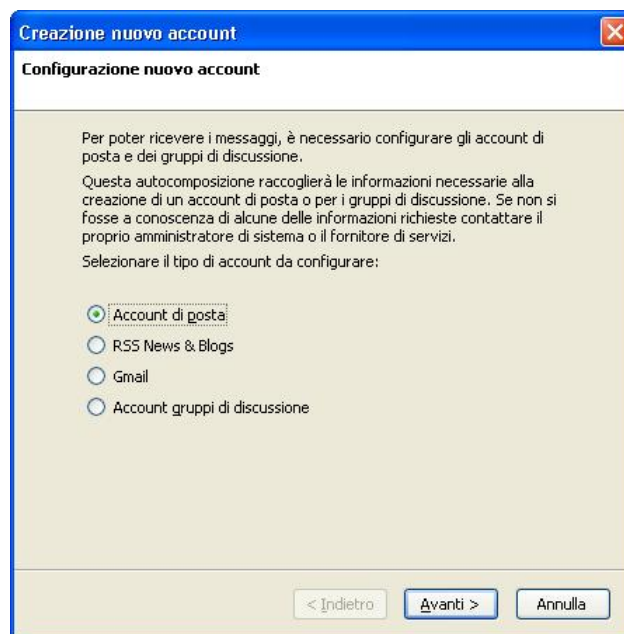 Creazione nuovo account
Configurazione nuovo account
Per poter ricevere i messaggi, è necessario configurare gli account di
posta e dei gruppi di discussione.
Questa autocomposizione raccoglierà le informazioni necessarie alla
creazione di un account di posta o per i gruppi di discussione. Se non si
fosse a conoscenza di alcune delle informazioni richieste contattare il
proprio amministratore di sistema o il fornitore di servizi.
Selezionare il tipo di account da configurare:
Account di posta
RSS News & Blogs
Gmail
Account gruppi di discussione
< Indietro
Avanti >
Annulla